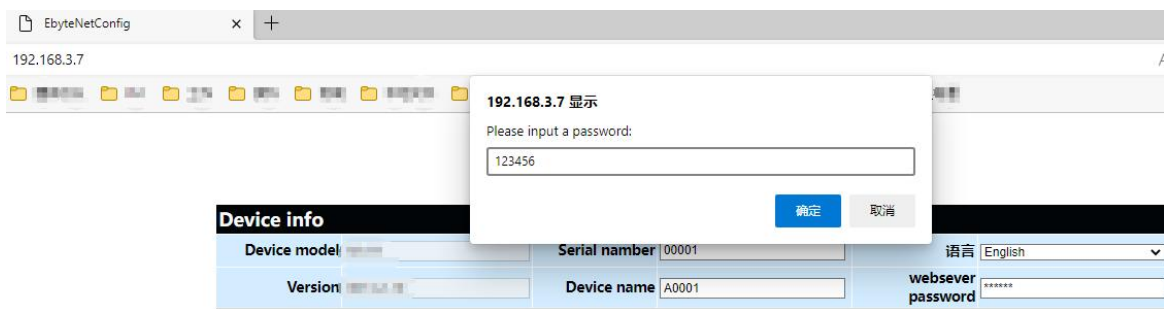 EbyteNetConfig
192.168.3.7
192.168.3.7 显示
Please input a password:
123456
确定 取消
Device info
Device model Serial namber 00001 语言 English
Version Device name A0001 websever password ******